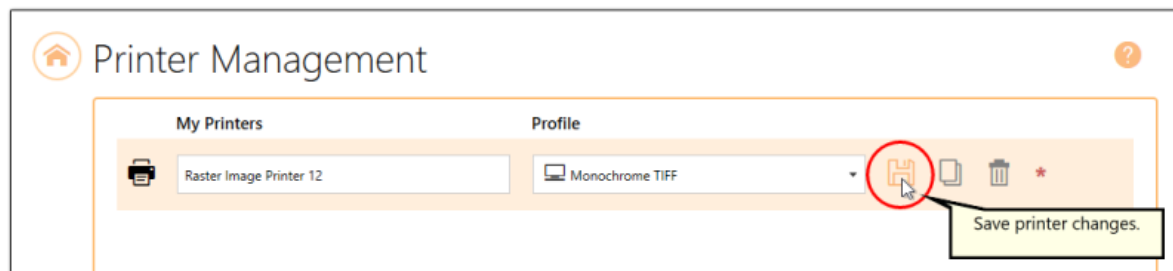 Printer Management
?
My Printers
Profile
Raster Image Printer 12
Monochrome TIFF
*
Save printer changes.